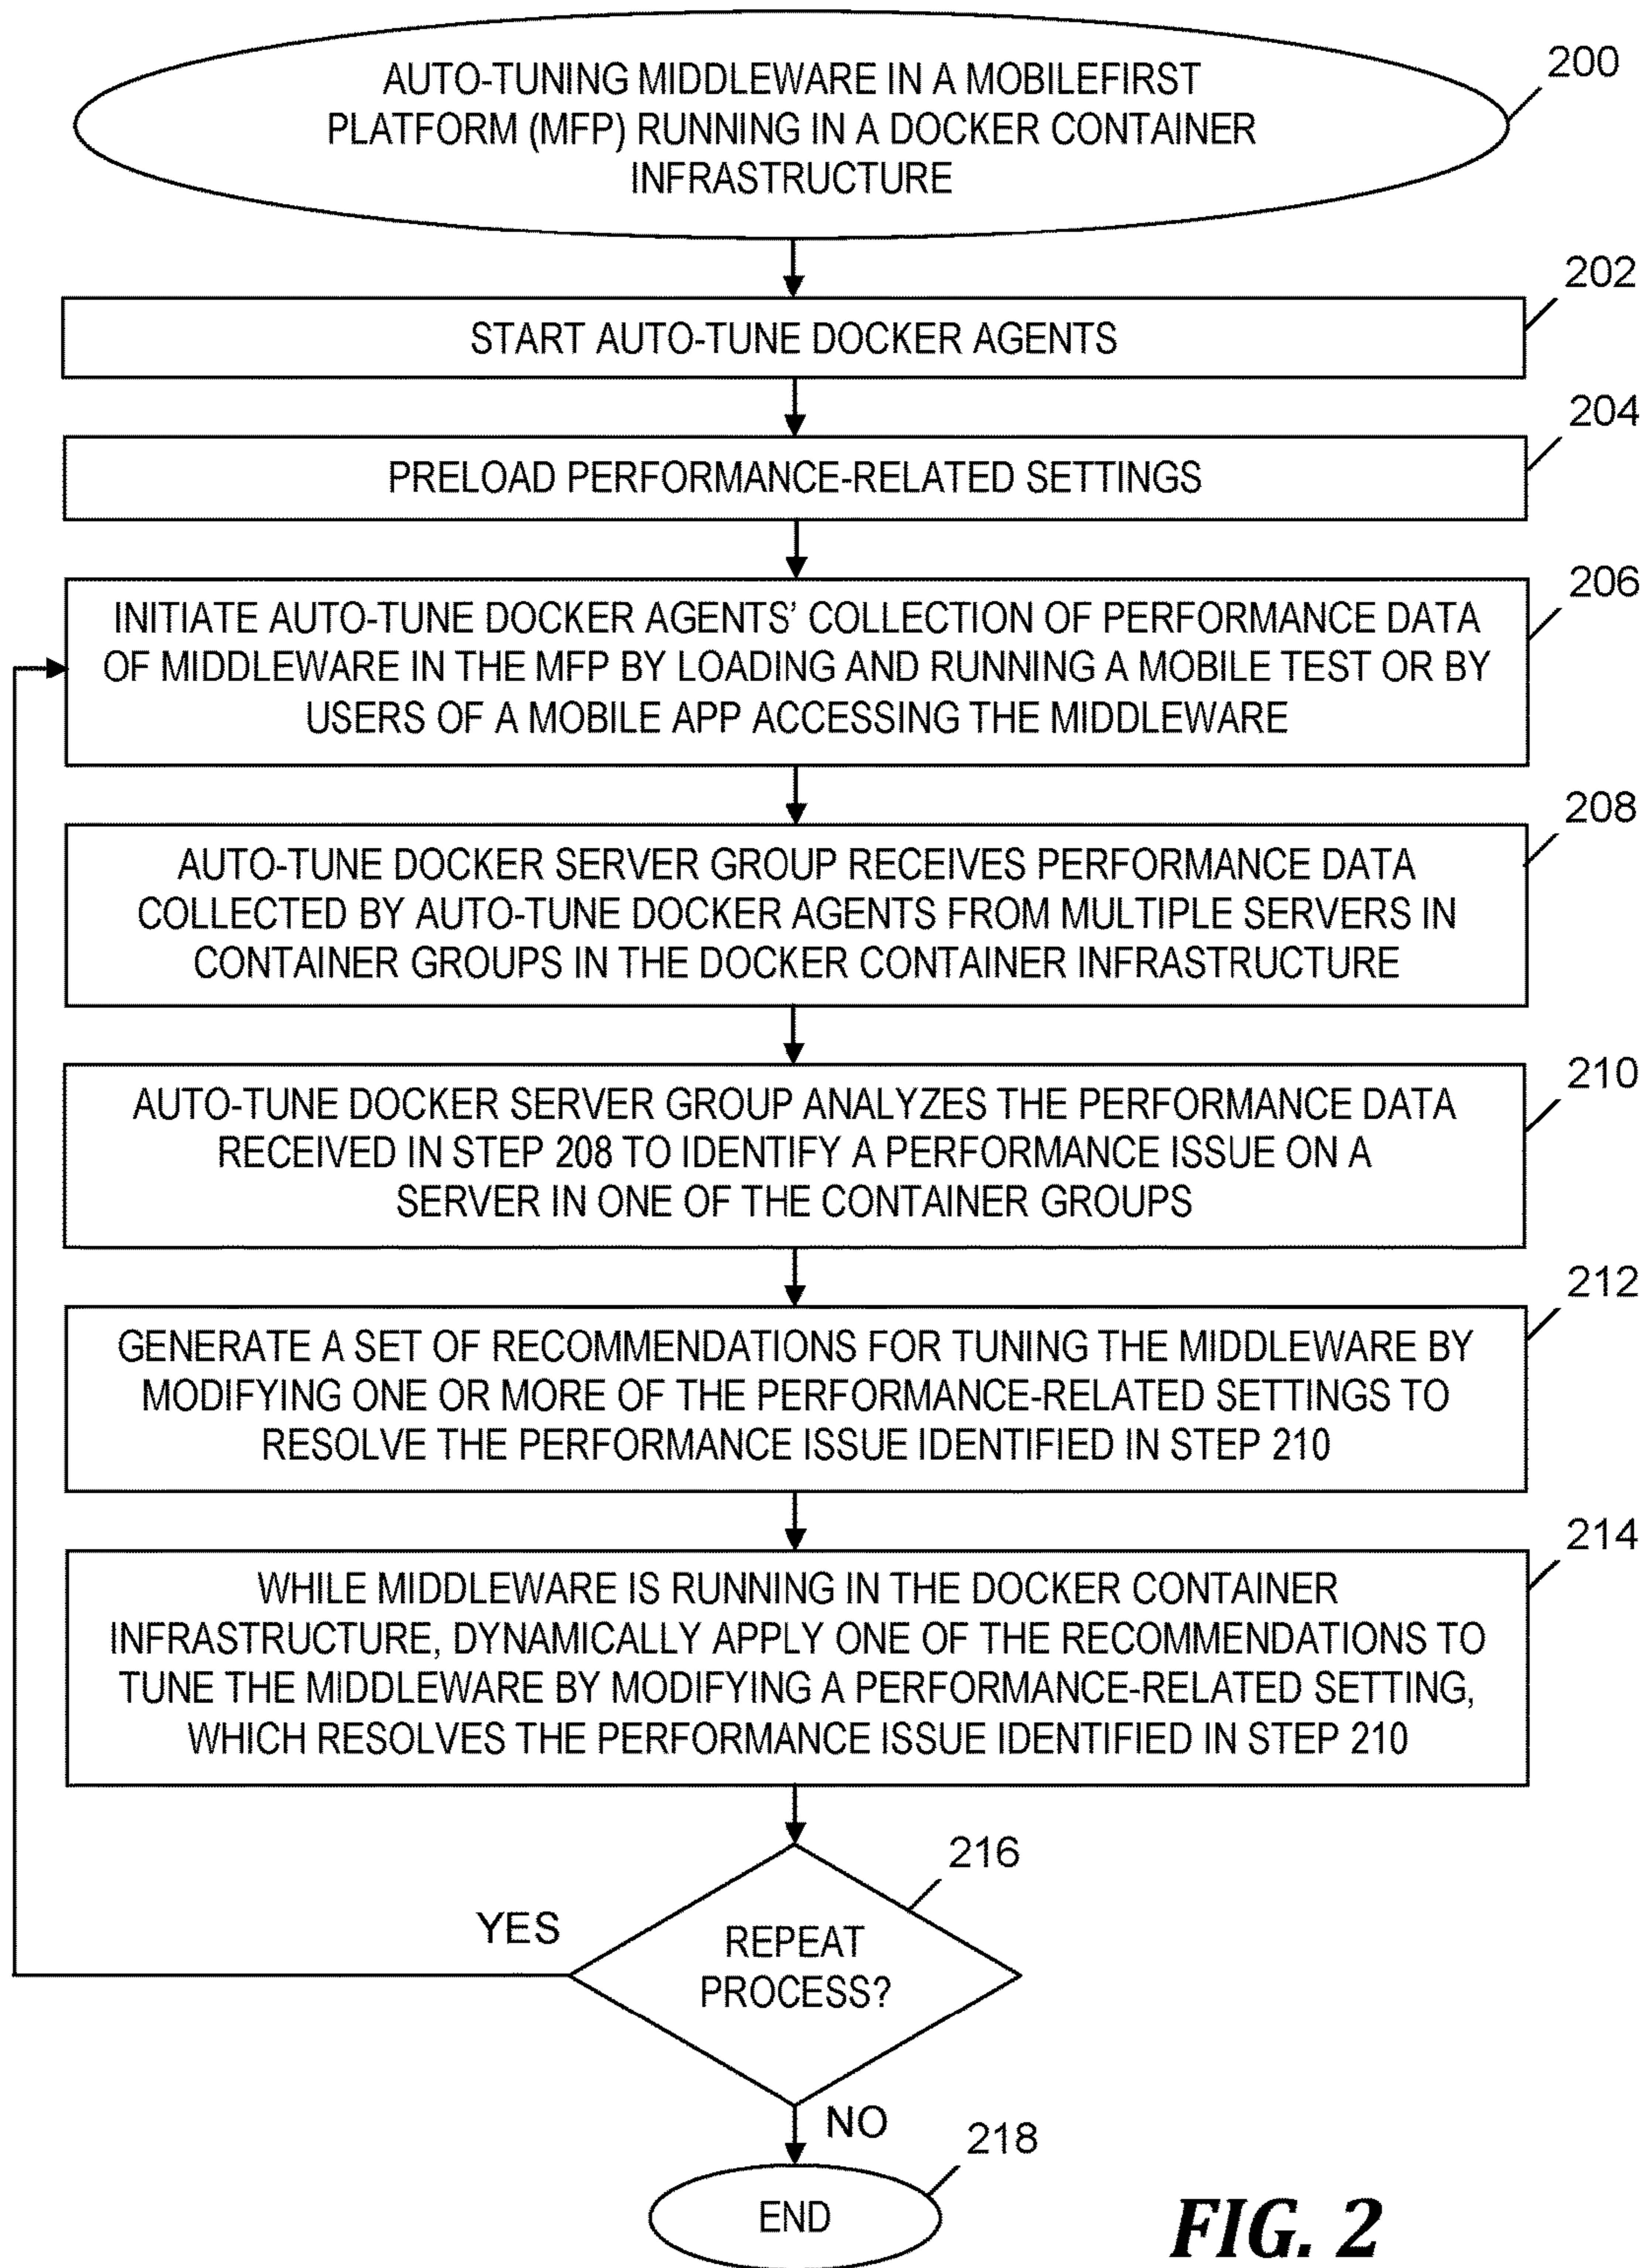 AUTO-TUNING MIDDLEWARE IN A MOBILEFIRST
PLATFORM (MFP) RUNNING IN A DOCKER CONTAINER
INFRASTRUCTURE
200
202
START AUTO-TUNE DOCKER AGENTS
204
PRELOAD PERFORMANCE-RELATED SETTINGS
206
INITIATE AUTO-TUNE DOCKER AGENTS’ COLLECTION OF PERFORMANCE DATA
OF MIDDLEWARE IN THE MFP BY LOADING AND RUNNING A MOBILE TEST OR BY
USERS OF A MOBILE APP ACCESSING THE MIDDLEWARE
208
AUTO-TUNE DOCKER SERVER GROUP RECEIVES PERFORMANCE DATA
COLLECTED BY AUTO-TUNE DOCKER AGENTS FROM MULTIPLE SERVERS IN
CONTAINER GROUPS IN THE DOCKER CONTAINER INFRASTRUCTURE
210
AUTO-TUNE DOCKER SERVER GROUP ANALYZES THE PERFORMANCE DATA
RECEIVED IN STEP 208 TO IDENTIFY A PERFORMANCE ISSUE ON A
SERVER IN ONE OF THE CONTAINER GROUPS
212
GENERATE A SET OF RECOMMENDATIONS FOR TUNING THE MIDDLEWARE BY
MODIFYING ONE OR MORE OF THE PERFORMANCE-RELATED SETTINGS TO
RESOLVE THE PERFORMANCE ISSUE IDENTIFIED IN STEP 210
214
WHILE MIDDLEWARE IS RUNNING IN THE DOCKER CONTAINER
INFRASTRUCTURE, DYNAMICALLY APPLY ONE OF THE RECOMMENDATIONS TO
TUNE THE MIDDLEWARE BY MODIFYING A PERFORMANCE-RELATED SETTING,
WHICH RESOLVES THE PERFORMANCE ISSUE IDENTIFIED IN STEP 210
216
YES
REPEAT
PROCESS?
NO
218
END
FIG. 2